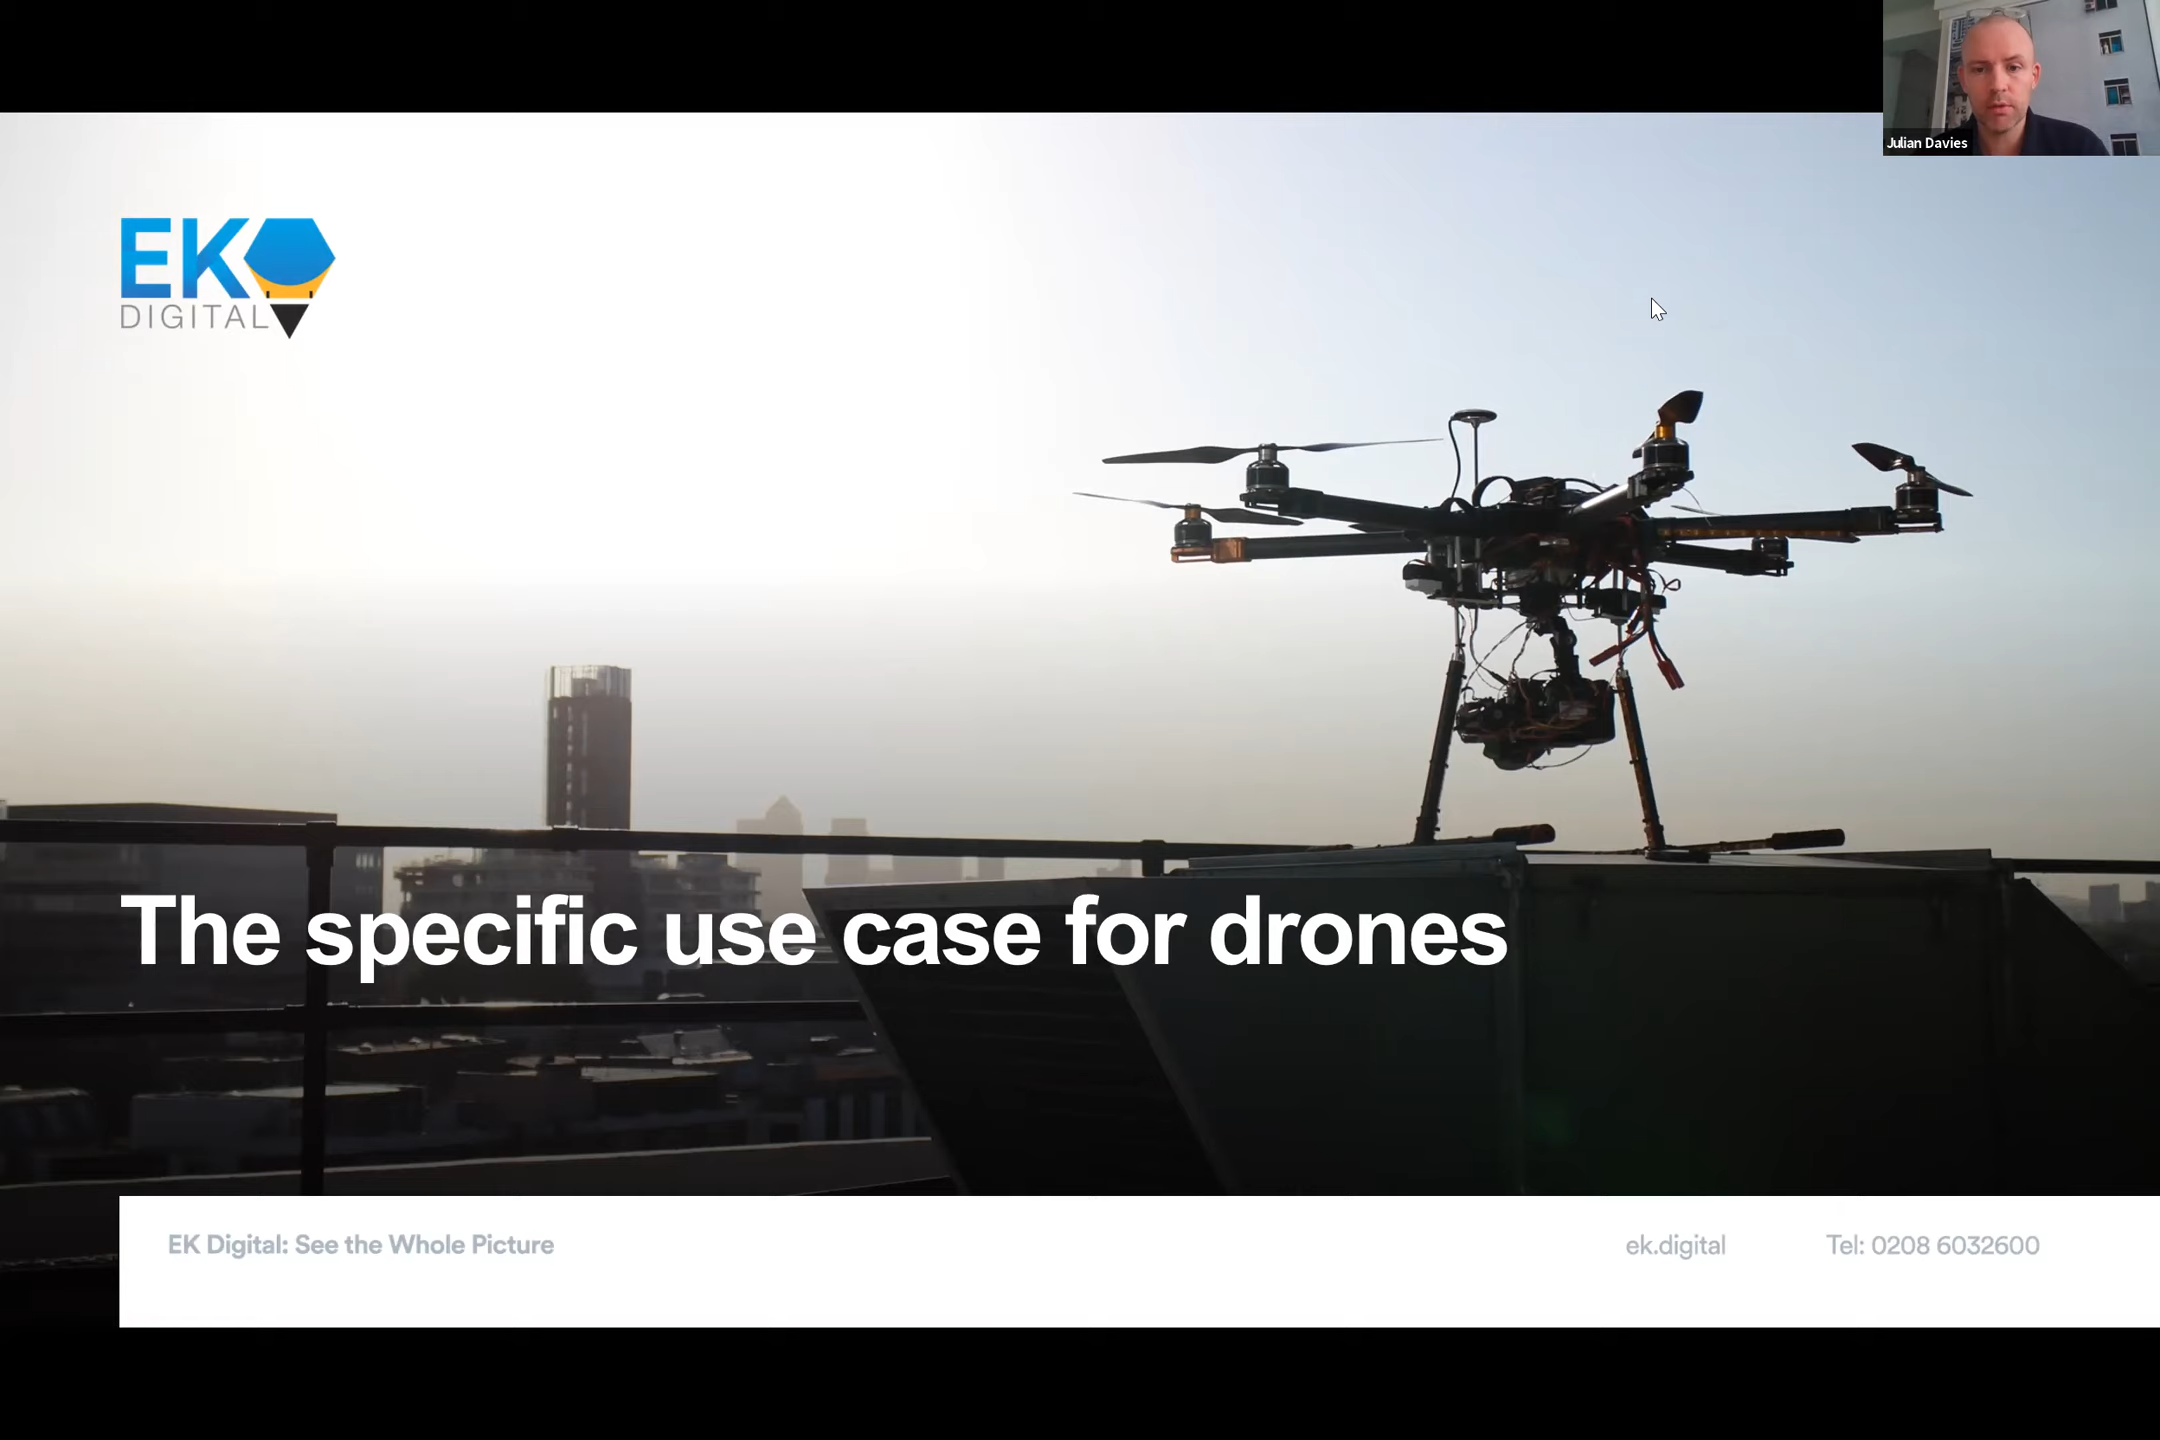 Julian Davies
EK
DIGITAL
The specific use case for drones
EK Digital: See the Whole Picture
ek.digital
Tel: 0208 6032600